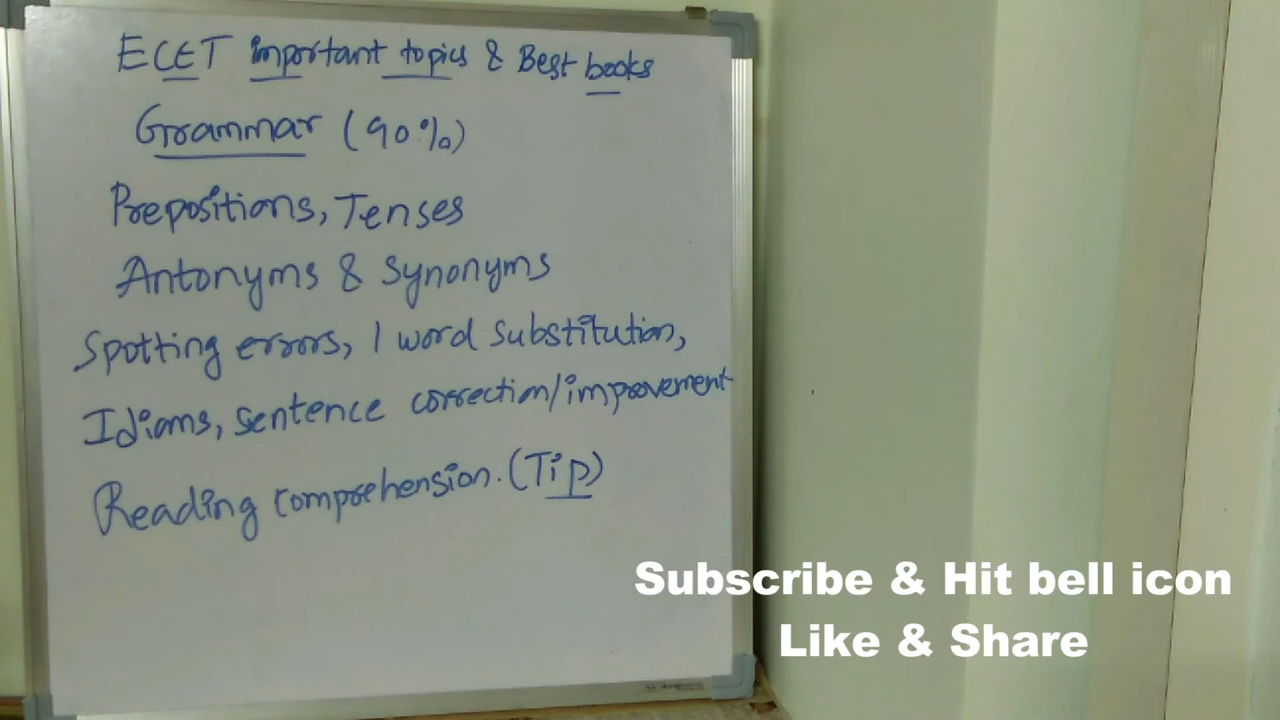 ECET Important topics & Best books
Grammar (90%)
Prepositions, Tenses
Antonyms & Synonyms
Spotting errors, 1 word substitution,
Idioms, sentence correction/improvement
Reading comprehension. (Tip)
Subscribe & Hit bell icon
Like & Share